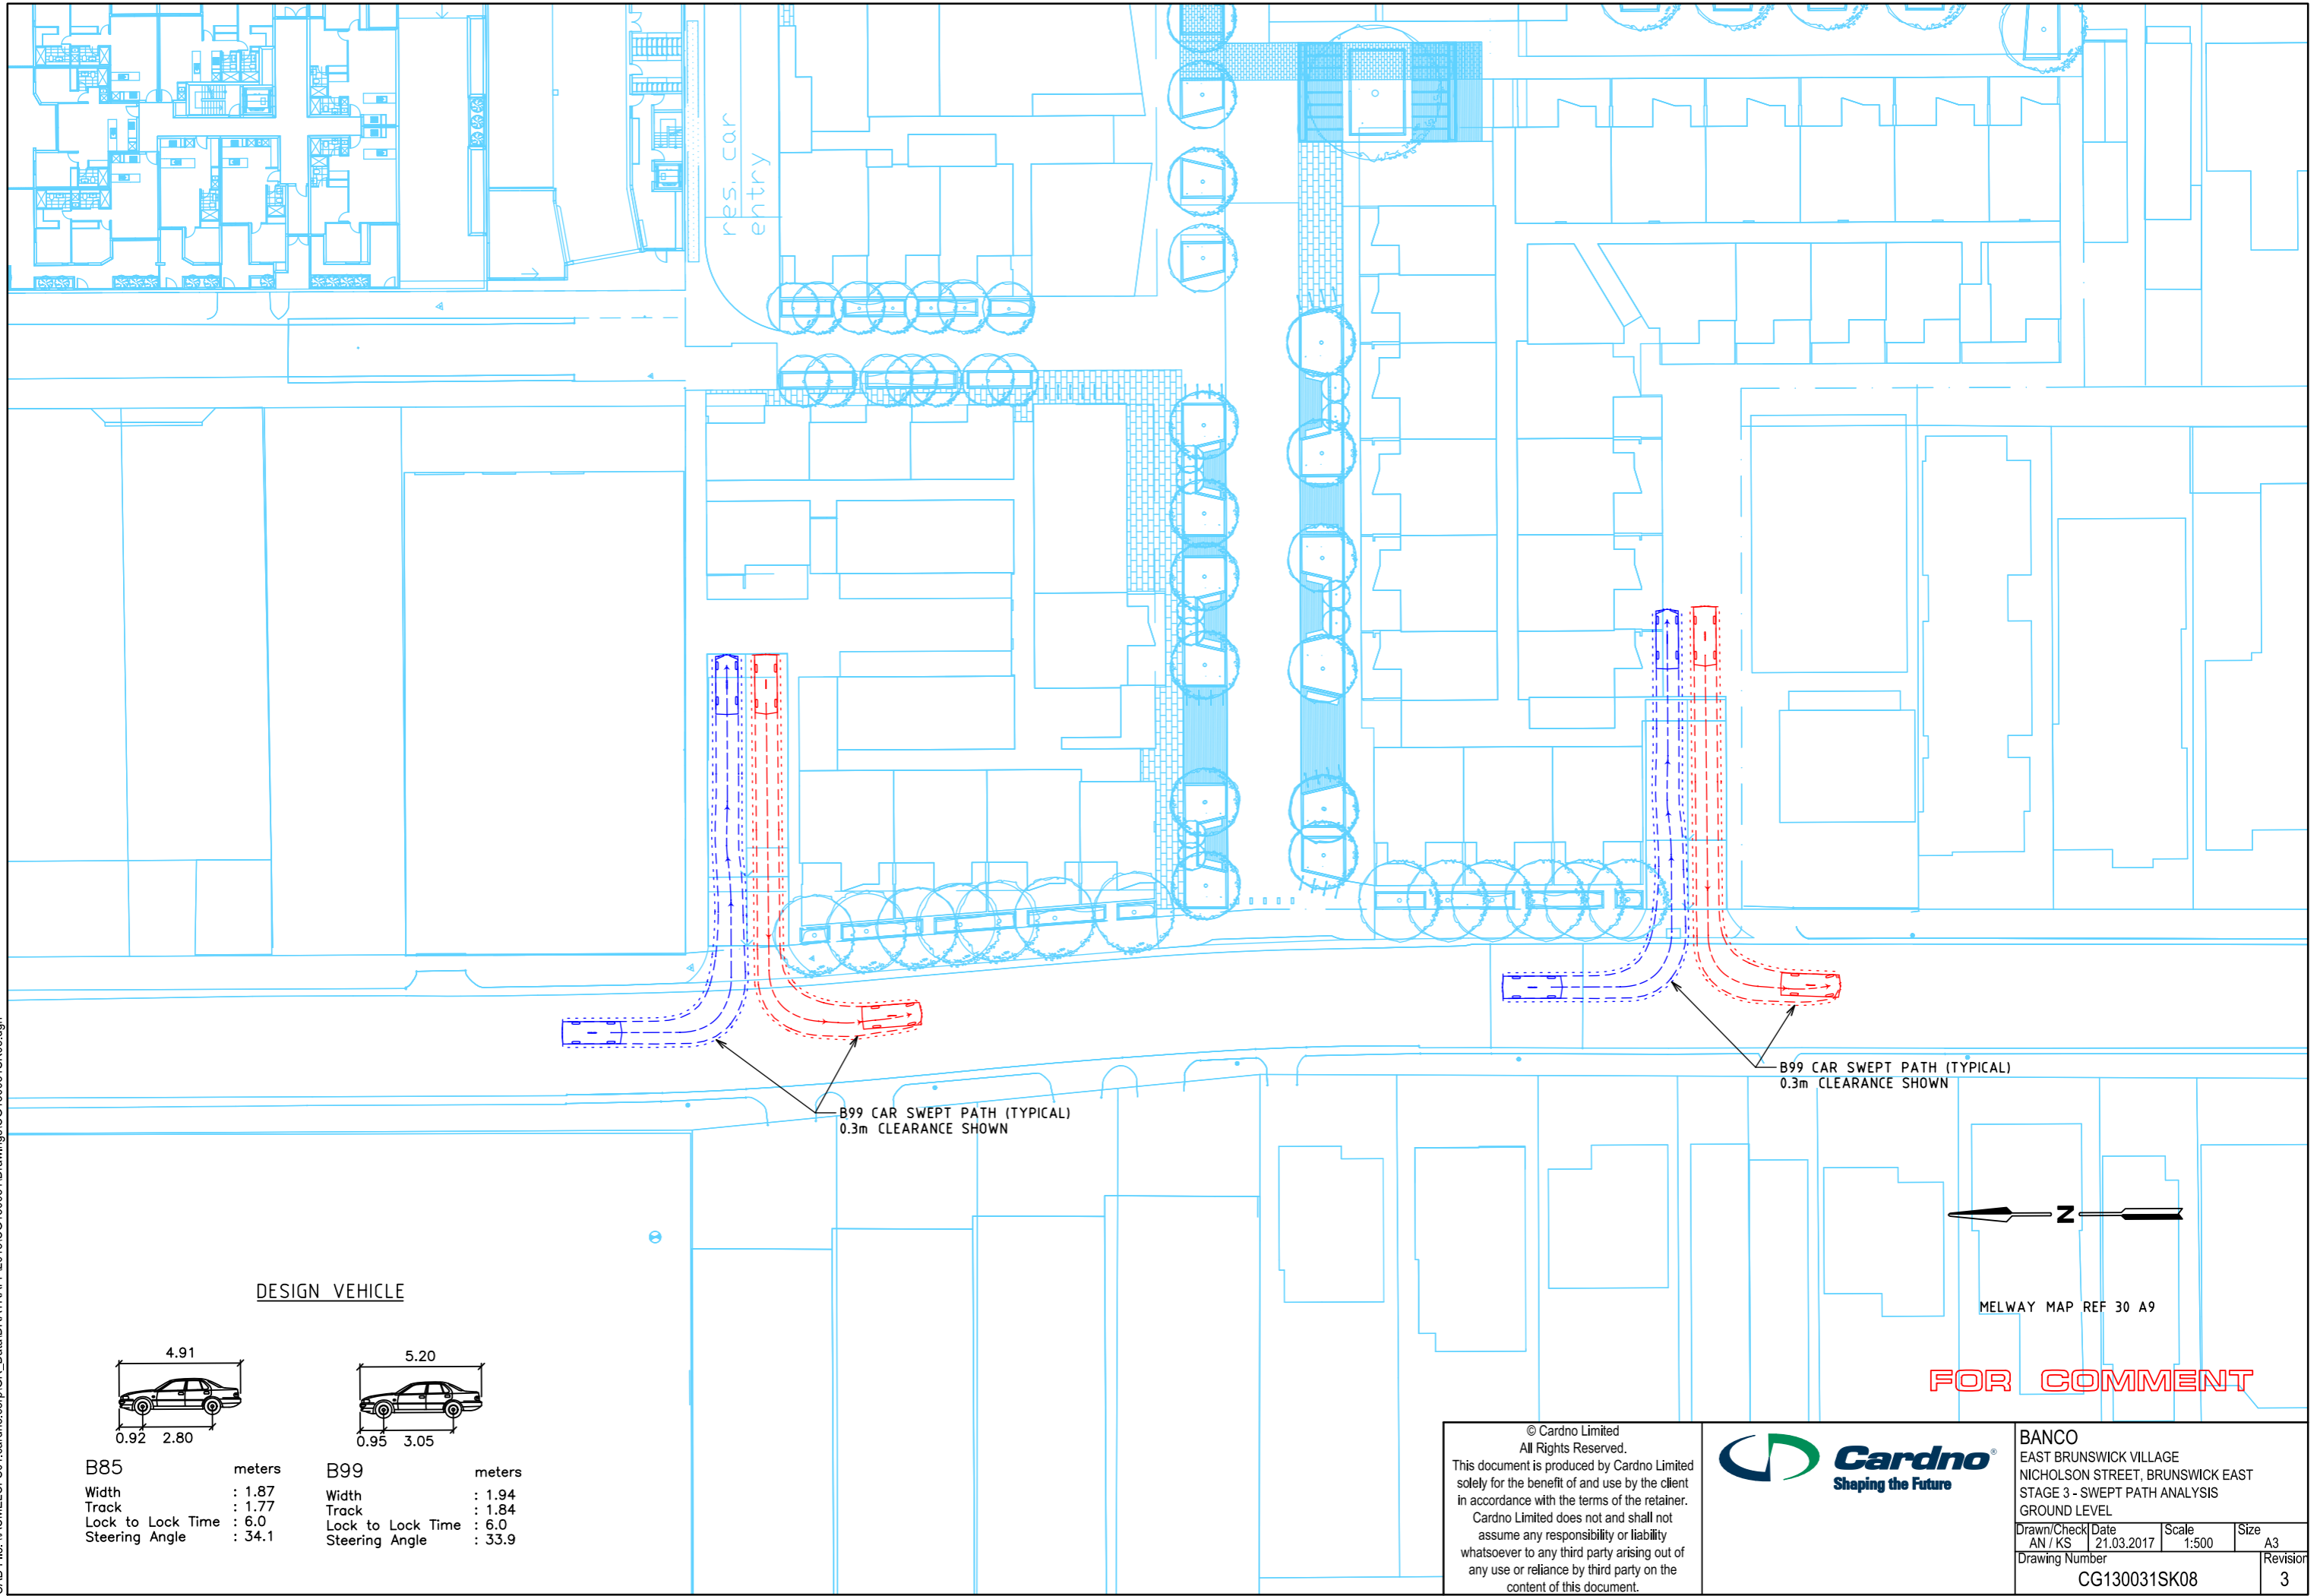 res. car
entry
B99 CAR SWEPT PATH (TYPICAL)
0.3m CLEARANCE SHOWN
B99 CAR SWEPT PATH (TYPICAL)
0.3m CLEARANCE SHOWN
N
MELWAY MAP REF 30 A9
FOR COMMENT
DESIGN VEHICLE
4.91
0.92 2.80
B85 meters
Width : 1.87
Track : 1.77
Lock to Lock Time : 6.0
Steering Angle : 34.1
5.20
0.95 3.05
B99 meters
Width : 1.94
Track : 1.84
Lock to Lock Time : 6.0
Steering Angle : 33.9
© Cardno Limited
All Rights Reserved.
This document is produced by Cardno Limited
solely for the benefit of and use by the client
in accordance with the terms of the retainer.
Cardno Limited does not and shall not
assume any responsibility or liability
whatsoever to any third party arising out of
any use or reliance by third party on the
content of this document.
Cardno®
Shaping the Future
BANCO
EAST BRUNSWICK VILLAGE
NICHOLSON STREET, BRUNSWICK EAST
STAGE 3 - SWEPT PATH ANALYSIS
GROUND LEVEL
Drawn/Check Date Scale Size
AN / KS 21.03.2017 1:500 A3
Drawing Number Revision
CG130031SK08 3